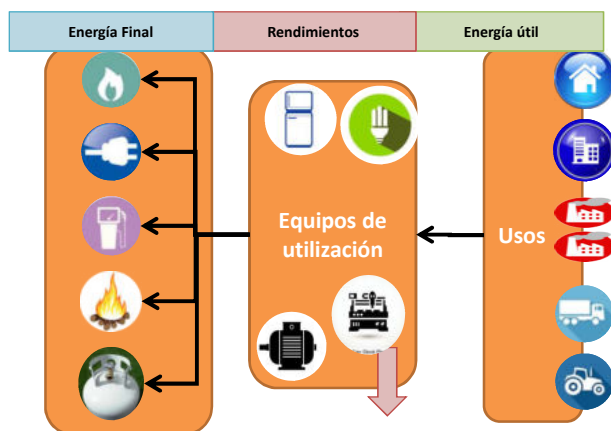 Energía Final
Rendimientos
Energía útil
Equipos de
utilización
Usos